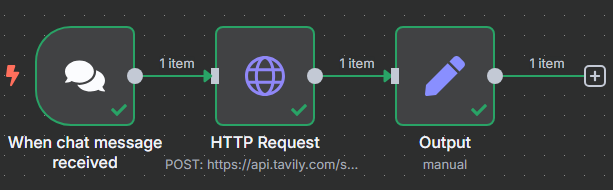 1 item
1 item
1 item
When chat message
received
HTTP Request
POST: https://api.tavily.com/s...
Output
manual